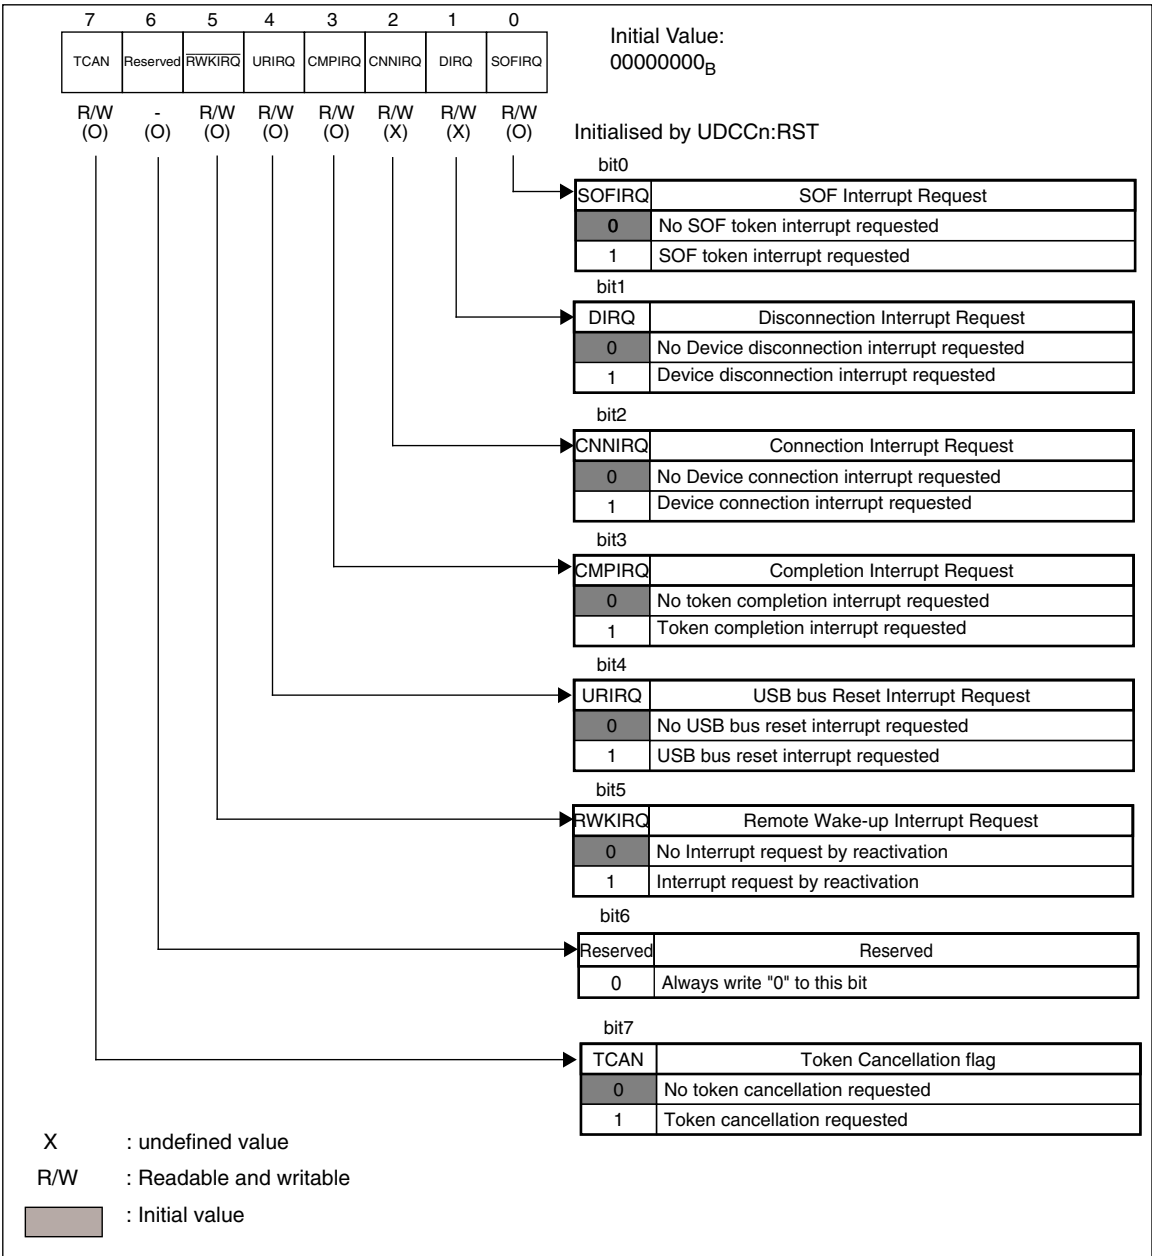 7 6 5 4 3 2 1 0
TCAN Reserved RWKIRQ URIRQ CMPIRQ CNNIRQ DIRQ SOFIRQ
R/W - R/W R/W R/W R/W R/W R/W
(O) (O) (O) (O) (O) (X) (X) (O)
Initial Value:
00000000B
Initialised by UDCCn:RST
bit0
SOFIRQ SOF Interrupt Request
0 No SOF token interrupt requested
1 SOF token interrupt requested
bit1
DIRQ Disconnection Interrupt Request
0 No Device disconnection interrupt requested
1 Device disconnection interrupt requested
bit2
CNNIRQ Connection Interrupt Request
0 No Device connection interrupt requested
1 Device connection interrupt requested
bit3
CMPIRQ Completion Interrupt Request
0 No token completion interrupt requested
1 Token completion interrupt requested
bit4
URIRQ USB bus Reset Interrupt Request
0 No USB bus reset interrupt requested
1 USB bus reset interrupt requested
bit5
RWKIRQ Remote Wake-up Interrupt Request
0 No Interrupt request by reactivation
1 Interrupt request by reactivation
bit6
Reserved Reserved
0 Always write "0" to this bit
bit7
TCAN Token Cancellation flag
0 No token cancellation requested
1 Token cancellation requested
X : undefined value
R/W : Readable and writable
: Initial value